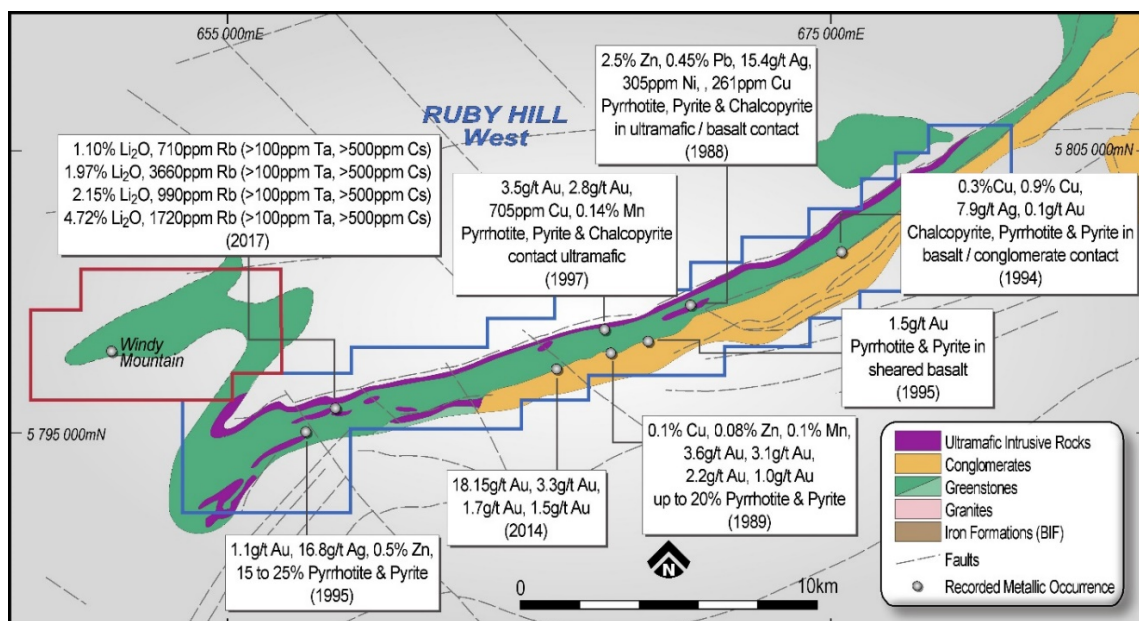 655 000mE
675 000mE
RUBY HILL
West
2.5% Zn, 0.45% Pb, 15.4g/t Ag,
305ppm Ni, , 261ppm Cu
Pyrrhotite, Pyrite & Chalcopyrite
in ultramafic / basalt contact
(1988)
1.10% Li₂O, 710ppm Rb (>100ppm Ta, >500ppm Cs)
1.97% Li₂O, 3660ppm Rb (>100ppm Ta, >500ppm Cs)
2.15% Li₂O, 990ppm Rb (>100ppm Ta, >500ppm Cs)
4.72% Li₂O, 1720ppm Rb (>100ppm Ta, >500ppm Cs)
(2017)
5 805 000mN
3.5g/t Au, 2.8g/t Au,
705ppm Cu, 0.14% Mn
Pyrrhotite, Pyrite & Chalcopyrite
contact ultramafic
(1997)
0.3%Cu, 0.9% Cu,
7.9g/t Ag, 0.1g/t Au
Chalcopyrite, Pyrrhotite & Pyrite in
basalt / conglomerate contact
(1994)
Windy
Mountain
1.5g/t Au
Pyrrhotite & Pyrite in
sheared basalt
(1995)
5 795 000mN
0.1% Cu, 0.08% Zn, 0.1% Mn,
3.6g/t Au, 3.1g/t Au,
2.2g/t Au, 1.0g/t Au
up to 20% Pyrrhotite & Pyrite
(1989)
18.15g/t Au, 3.3g/t Au,
1.7g/t Au, 1.5g/t Au
(2014)
1.1g/t Au, 16.8g/t Ag, 0.5% Zn,
15 to 25% Pyrrhotite & Pyrite
(1995)
N
0
10km
Ultramafic Intrusive Rocks
Conglomerates
Greenstones
Granites
Iron Formations (BIF)
Faults
Recorded Metallic Occurrence